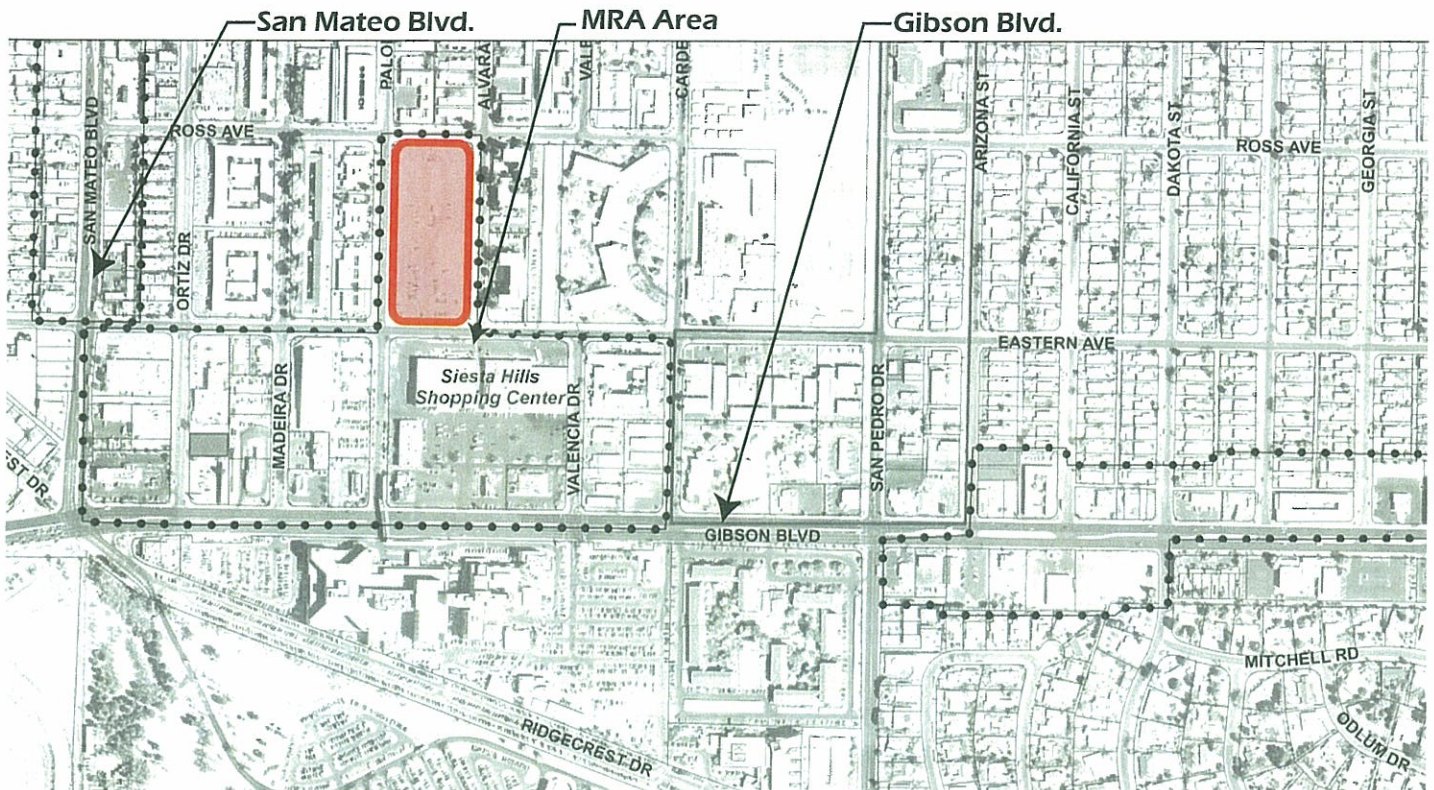 San Mateo Blvd.
MRA Area
Gibson Blvd.
PALO
ALVARA
VALE
CARDE
SAN MATEO BLVD
ROSS AVE
ORTIZ DR
ARIZONA ST
CALIFORNIA ST
DAKOTA ST
ROSS AVE
GEORGIA ST
EASTERN AVE
MADEIRA DR
Siesta Hills
Shopping Center
VALENCIA DR
SAN PEDRO DR
EST DR
GIBSON BLVD
MITCHELL RD
RIDGECREST DR
ODLUM DR